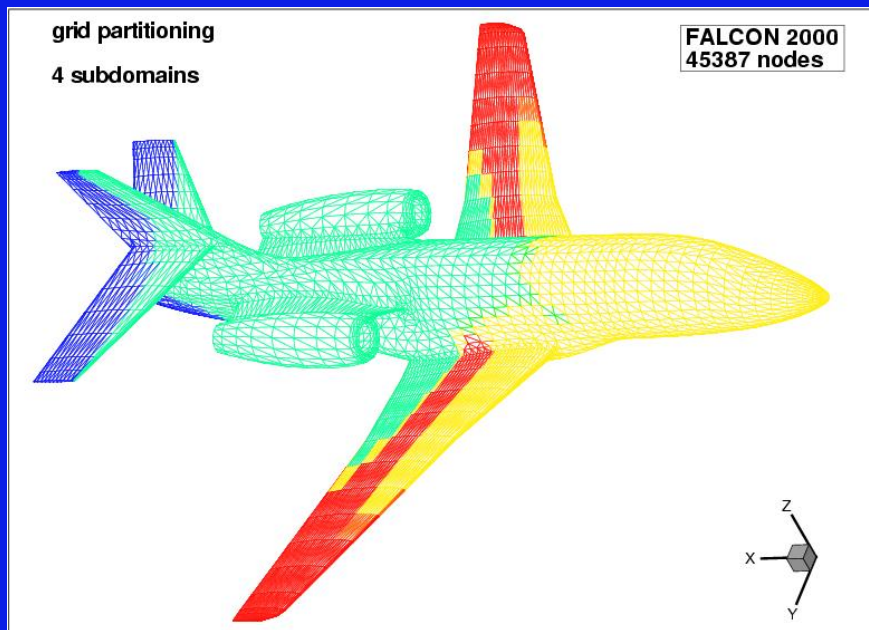 grid partitioning
4 subdomains
FALCON 2000
45387 nodes
Z
X
Y